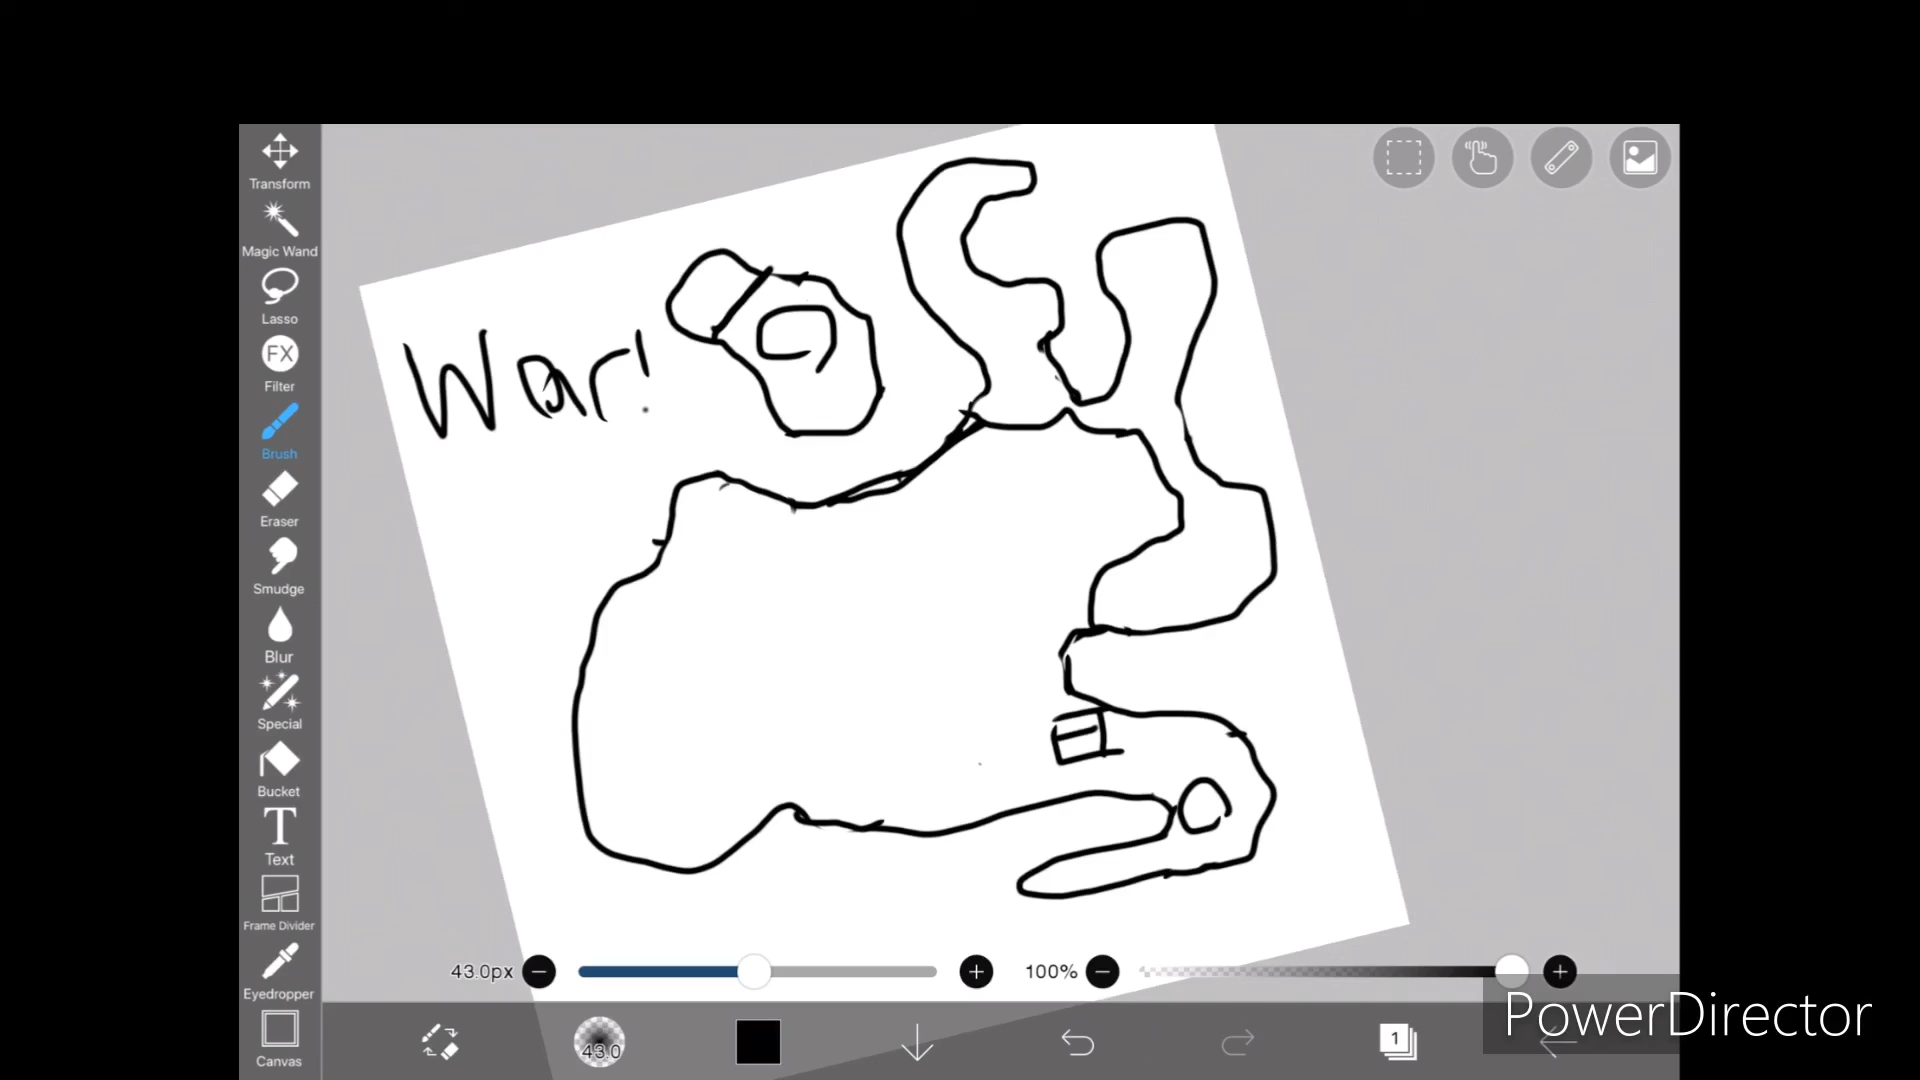 Transform
Magic Wand
Lasso
FX
Filter
Brush
Eraser
Smudge
Blur
Special
Bucket
T
Text
Frame Divider
Eyedropper
Canvas
War!
43.0px
100%
43.0
1
PowerDirector